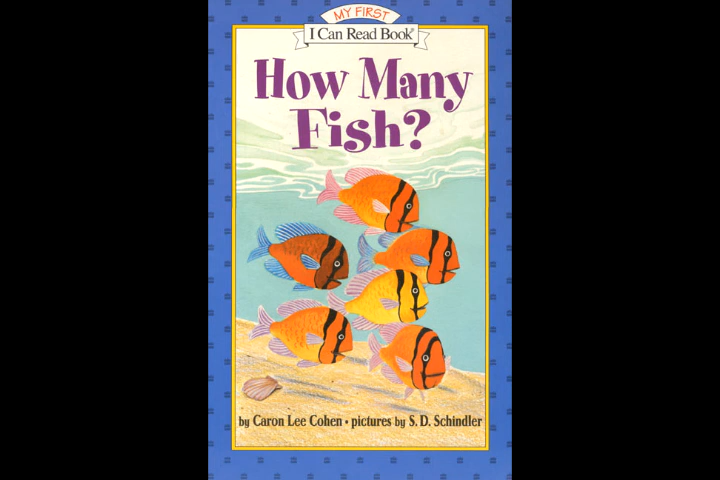 MY FIRST
I Can Read Book®
How Many
Fish?
by Caron Lee Cohen • pictures by S. D. Schindler